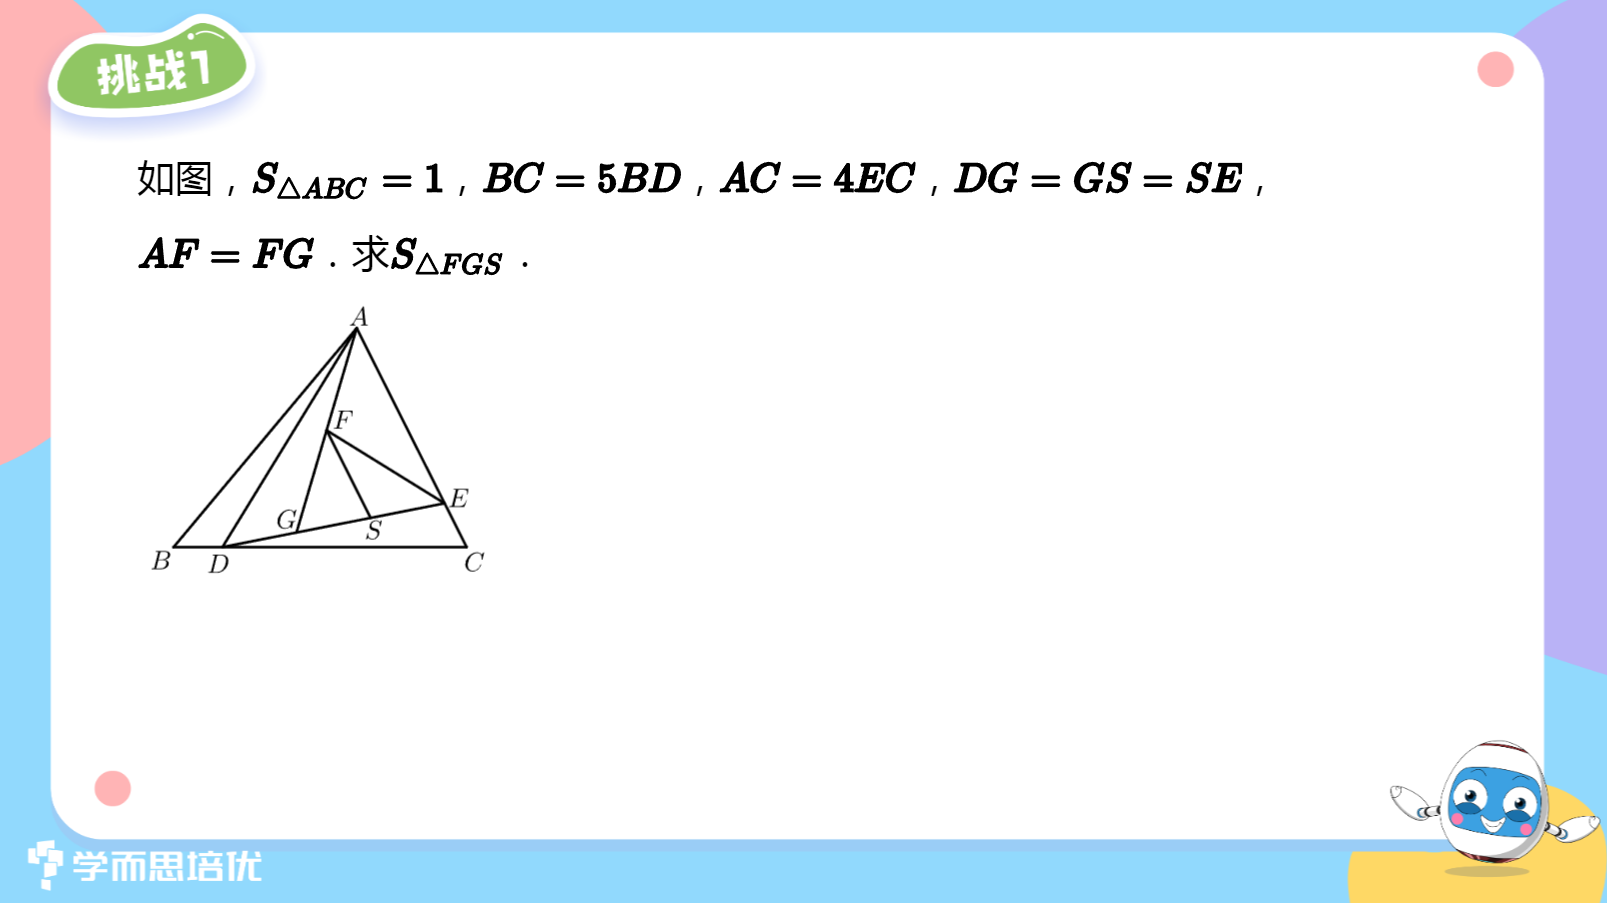 挑战1
如图，S△ABC = 1，BC = 5BD，AC = 4EC，DG = GS = SE，
AF = FG．求S△FGS．
A
F
E
G
S
B
D
C
学而思培优